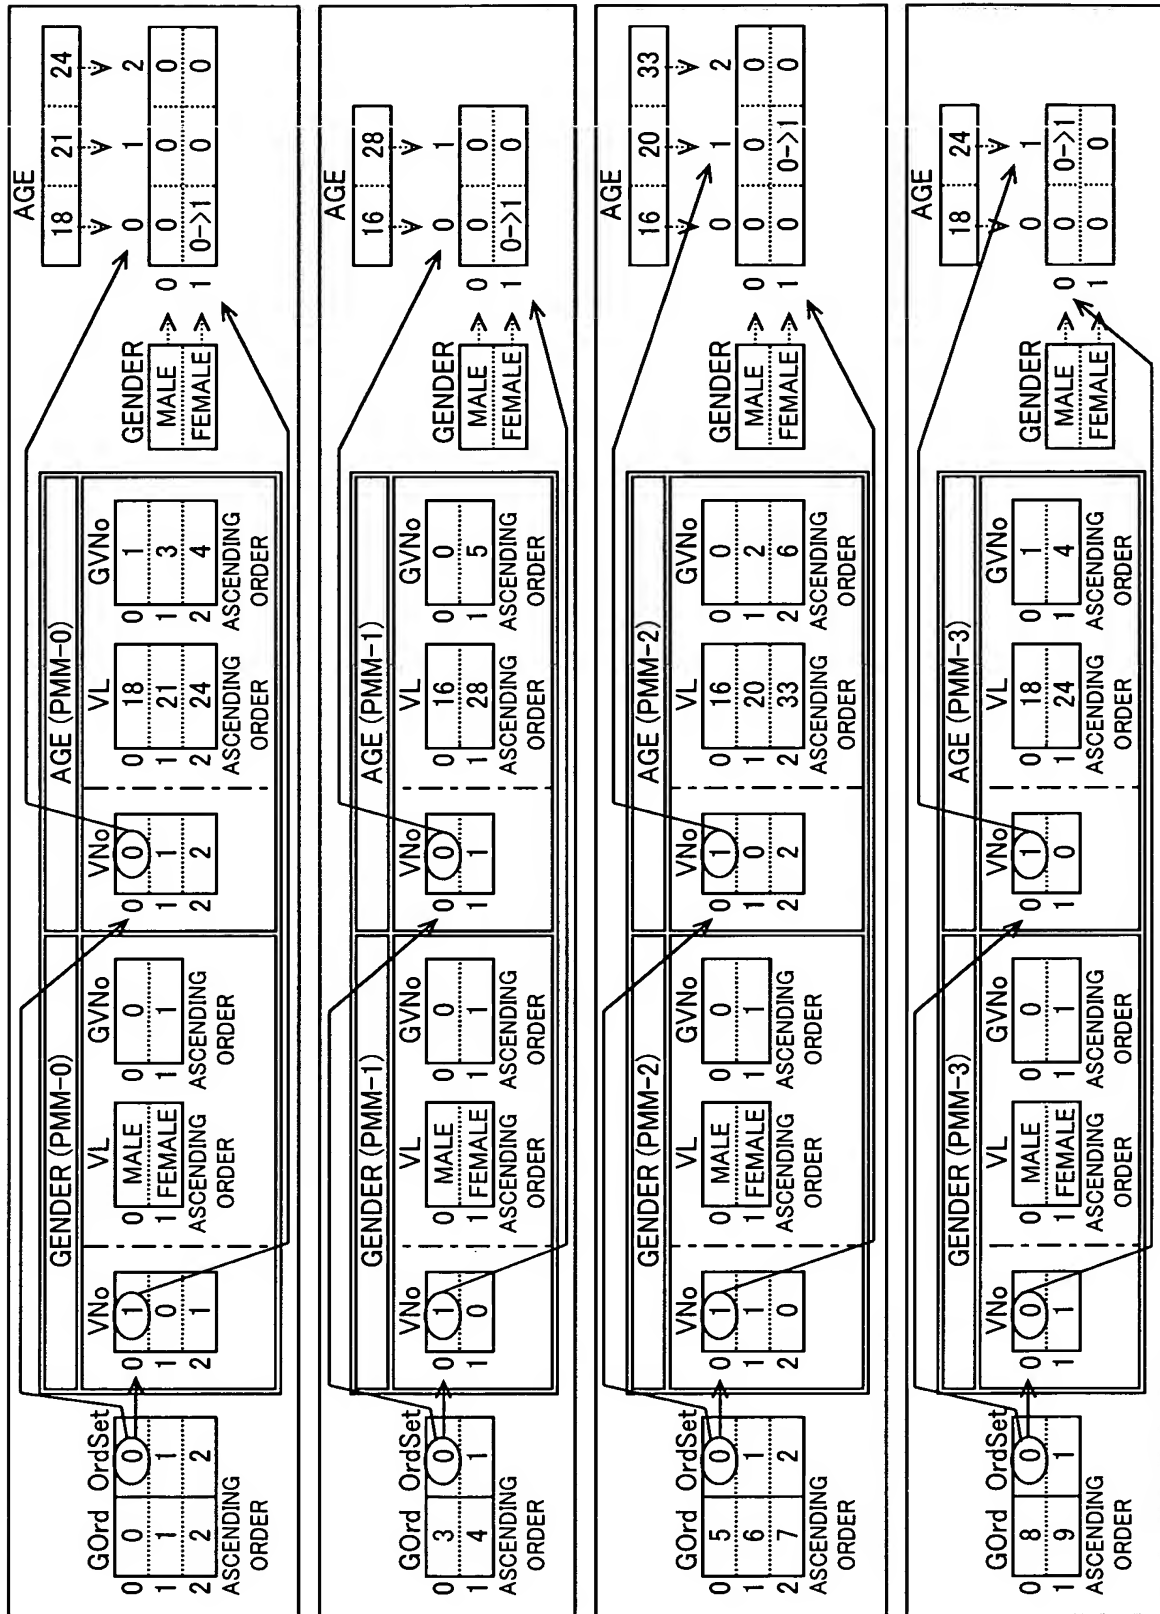 GOrd OrdSet
0 0 0
1 1 1
2 2 2
ASCENDING
ORDER
GENDER (PMM-0)
VNo VL GVNo
0 1 0 MALE 0 0
1 0 1 FEMALE 1 1
2 1
ASCENDING ASCENDING
ORDER ORDER
AGE (PMM-0)
VNo VL GVNo
0 0 0 18 0 1
1 1 1 21 1 3
2 2 2 24 2 4
ASCENDING ASCENDING
ORDER ORDER
AGE
18 21 24
0 1 2
GENDER
MALE 0 0 0 0
FEMALE 1 0->1 0 0
GOrd OrdSet
0 3 0
1 4 1
ASCENDING
ORDER
GENDER (PMM-1)
VNo VL GVNo
0 1 0 MALE 0 0
1 0 1 FEMALE 1 1
ASCENDING ASCENDING
ORDER ORDER
AGE (PMM-1)
VNo VL GVNo
0 0 0 16 0 0
1 1 1 28 1 5
ASCENDING ASCENDING
ORDER ORDER
AGE
16 28
0 1
GENDER
MALE 0 0 0
FEMALE 1 0->1 0
GOrd OrdSet
0 5 0
1 6 1
2 7 2
ASCENDING
ORDER
GENDER (PMM-2)
VNo VL GVNo
0 1 0 MALE 0 0
1 1 1 FEMALE 1 1
2 0
ASCENDING ASCENDING
ORDER ORDER
AGE (PMM-2)
VNo VL GVNo
0 1 0 16 0 0
1 0 1 20 1 2
2 2 2 33 2 6
ASCENDING ASCENDING
ORDER ORDER
AGE
16 20 33
0 1 2
GENDER
MALE 0 0 0 0
FEMALE 1 0 0->1 0
GOrd OrdSet
0 8 0
1 9 1
ASCENDING
ORDER
GENDER (PMM-3)
VNo VL GVNo
0 0 0 MALE 0 0
1 1 1 FEMALE 1 1
ASCENDING ASCENDING
ORDER ORDER
AGE (PMM-3)
VNo VL GVNo
0 1 0 18 0 1
1 0 1 24 1 4
ASCENDING ASCENDING
ORDER ORDER
AGE
18 24
0 1
GENDER
MALE 0 0 0->1
FEMALE 1 0 0